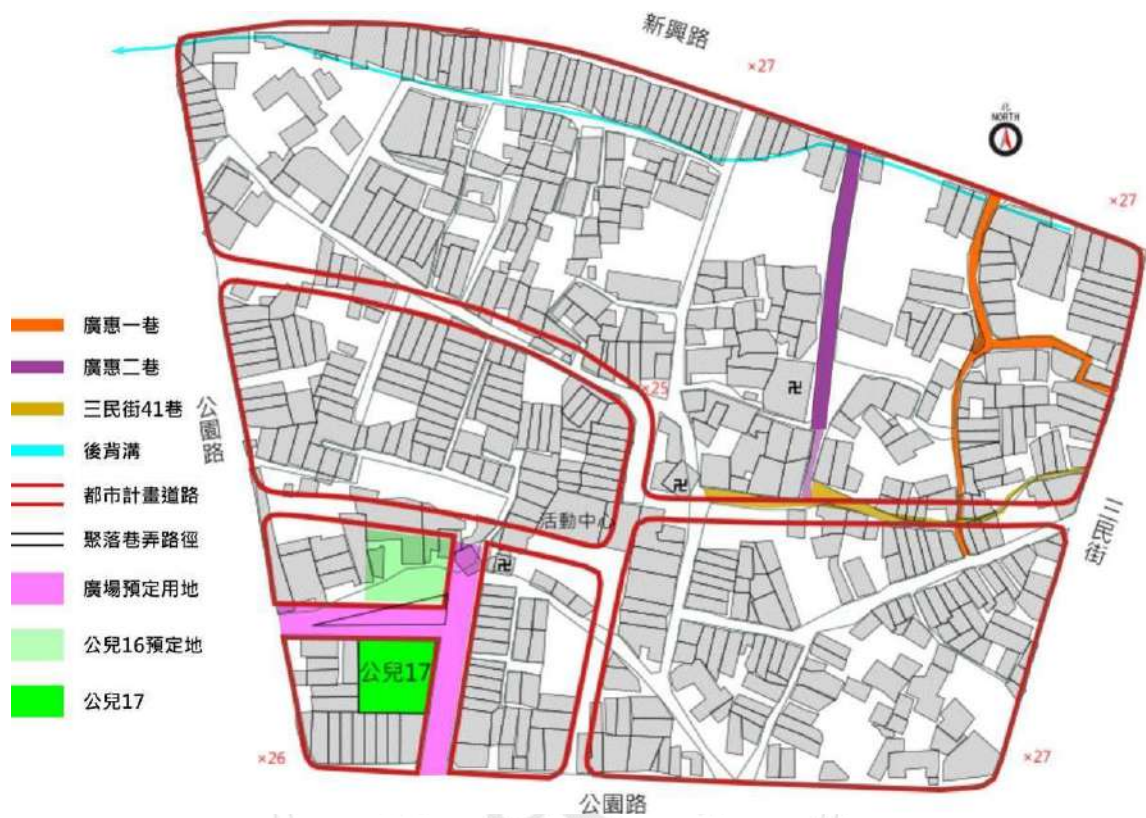 新興路
×27
北
NORTH
×27
廣惠一巷
廣惠二巷
三民街41巷
後背溝
都市計畫道路
聚落巷弄路徑
廣場預定用地
公兒16預定地
公兒17
公園路
×25
卍
卍
活動中心
卍
三民街
公兒17
×26
×27
公園路